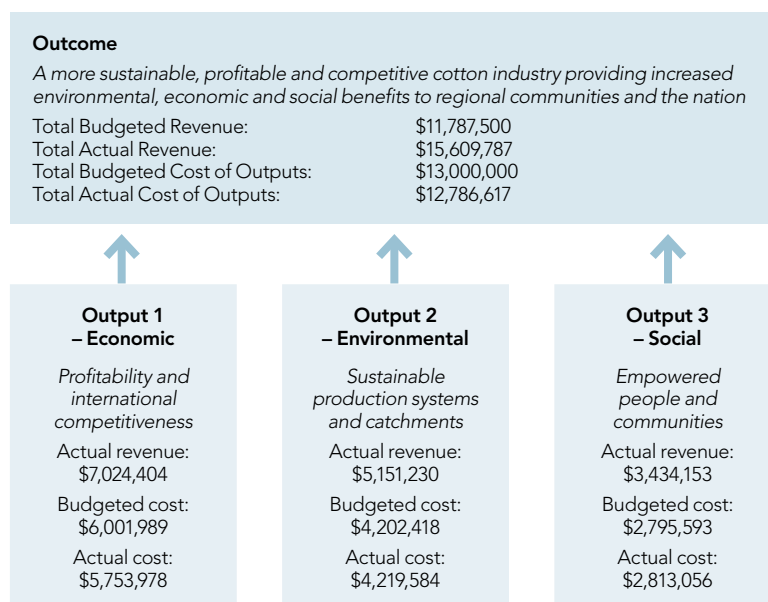 Outcome
A more sustainable, profitable and competitive cotton industry providing increased
environmental, economic and social benefits to regional communities and the nation
Total Budgeted Revenue: $11,787,500
Total Actual Revenue: $15,609,787
Total Budgeted Cost of Outputs: $13,000,000
Total Actual Cost of Outputs: $12,786,617
Output 1
– Economic
Profitability and
international
competitiveness
Actual revenue:
$7,024,404
Budgeted cost:
$6,001,989
Actual cost:
$5,753,978
Output 2
– Environmental
Sustainable
production systems
and catchments
Actual revenue:
$5,151,230
Budgeted cost:
$4,202,418
Actual cost:
$4,219,584
Output 3
– Social
Empowered
people and
communities
Actual revenue:
$3,434,153
Budgeted cost:
$2,795,593
Actual cost:
$2,813,056